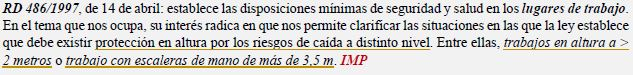 RD 486/1997, de 14 de abril: establece las disposiciones mínimas de seguridad y salud en los lugares de trabajo.
En el tema que nos ocupa, su interés radica en que nos permite clarificar las situaciones en las que la ley establece
que debe existir protección en altura por los riesgos de caída a distinto nivel. Entre ellas, trabajos en altura a >
2 metros o trabajo con escaleras de mano de más de 3,5 m. IMP